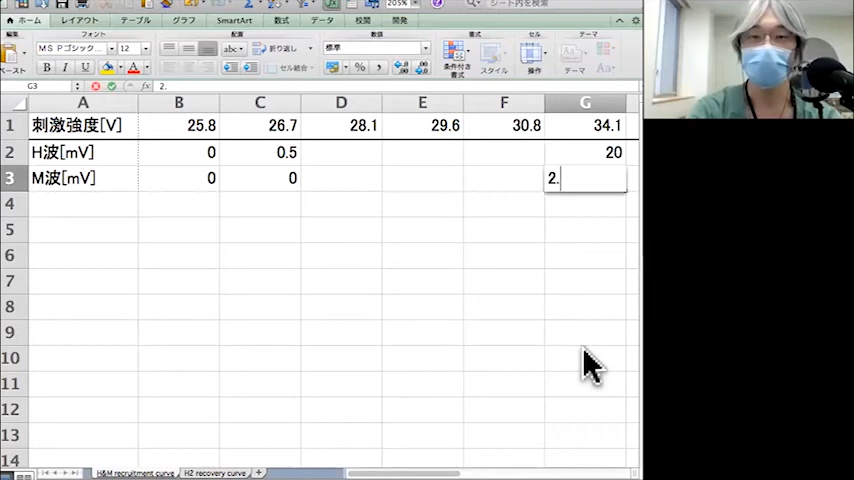 シート内を検索
ホーム レイアウト テーブル グラフ SmartArt 数式 データ 校閲 開発
編集 フォント 配置 数値 書式 セル テーマ
ペースト MS Pゴシック... 12 abc 折り返し 標準
B I U A セル結合 % 条件付き書式 スタイル 操作 テーマ Aa
G3 fx 2.
A B C D E F G
1 刺激強度[V] 25.8 26.7 28.1 29.6 30.8 34.1
2 H波[mV] 0 0.5 20
3 M波[mV] 0 0 2.
4
5
6
7
8
9
10
11
12
13
14
H&M recruitment curve H2 recovery curve +